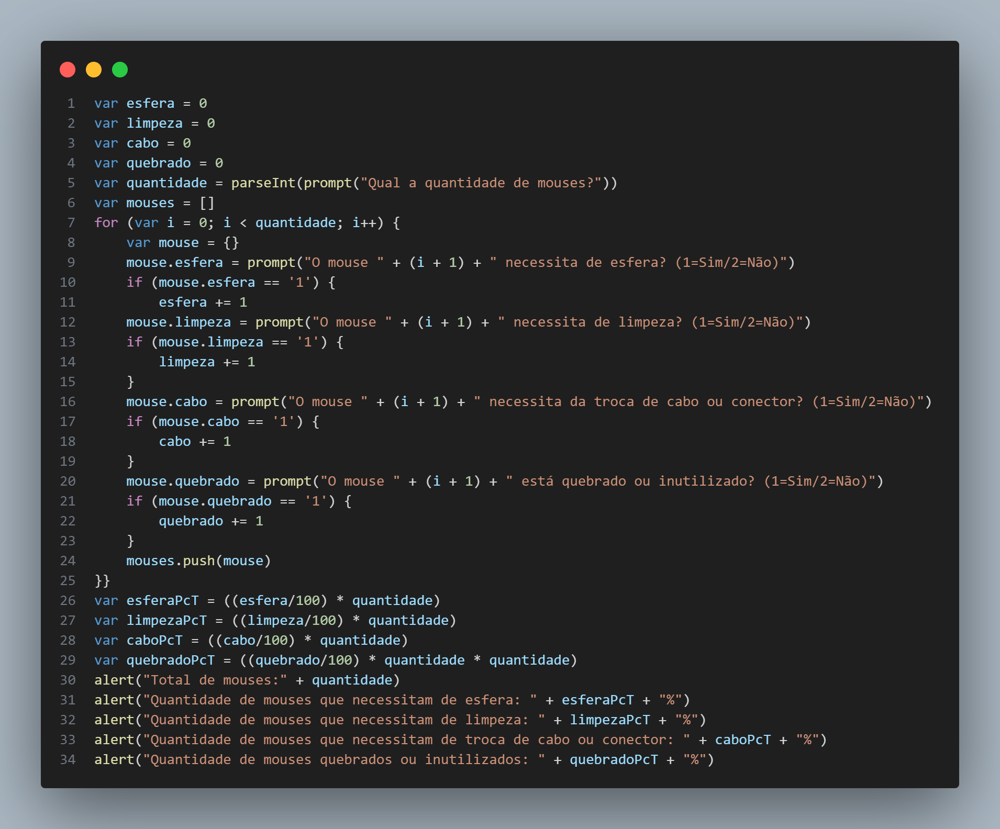 1 var esfera = 0
2 var limpeza = 0
3 var cabo = 0
4 var quebrado = 0
5 var quantidade = parseInt(prompt("Qual a quantidade de mouses?"))
6 var mouses = []
7 for (var i = 0; i < quantidade; i++) {
8     var mouse = {}
9     mouse.esfera = prompt("O mouse " + (i + 1) + " necessita de esfera? (1=Sim/2=Não)")
10     if (mouse.esfera == '1') {
11         esfera += 1
12     mouse.limpeza = prompt("O mouse " + (i + 1) + " necessita de limpeza? (1=Sim/2=Não)")
13     if (mouse.limpeza == '1') {
14         limpeza += 1
15     }
16     mouse.cabo = prompt("O mouse " + (i + 1) + " necessita da troca de cabo ou conector? (1=Sim/2=Não)")
17     if (mouse.cabo == '1') {
18         cabo += 1
19     }
20     mouse.quebrado = prompt("O mouse " + (i + 1) + " está quebrado ou inutilizado? (1=Sim/2=Não)")
21     if (mouse.quebrado == '1') {
22         quebrado += 1
23     }
24     mouses.push(mouse)
25 }}
26 var esferaPcT = ((esfera/100) * quantidade)
27 var limpezaPcT = ((limpeza/100) * quantidade)
28 var caboPcT = ((cabo/100) * quantidade)
29 var quebradoPcT = ((quebrado/100) * quantidade * quantidade)
30 alert("Total de mouses:" + quantidade)
31 alert("Quantidade de mouses que necessitam de esfera: " + esferaPcT + "%")
32 alert("Quantidade de mouses que necessitam de limpeza: " + limpezaPcT + "%")
33 alert("Quantidade de mouses que necessitam de troca de cabo ou conector: " + caboPcT + "%")
34 alert("Quantidade de mouses quebrados ou inutilizados: " + quebradoPcT + "%")